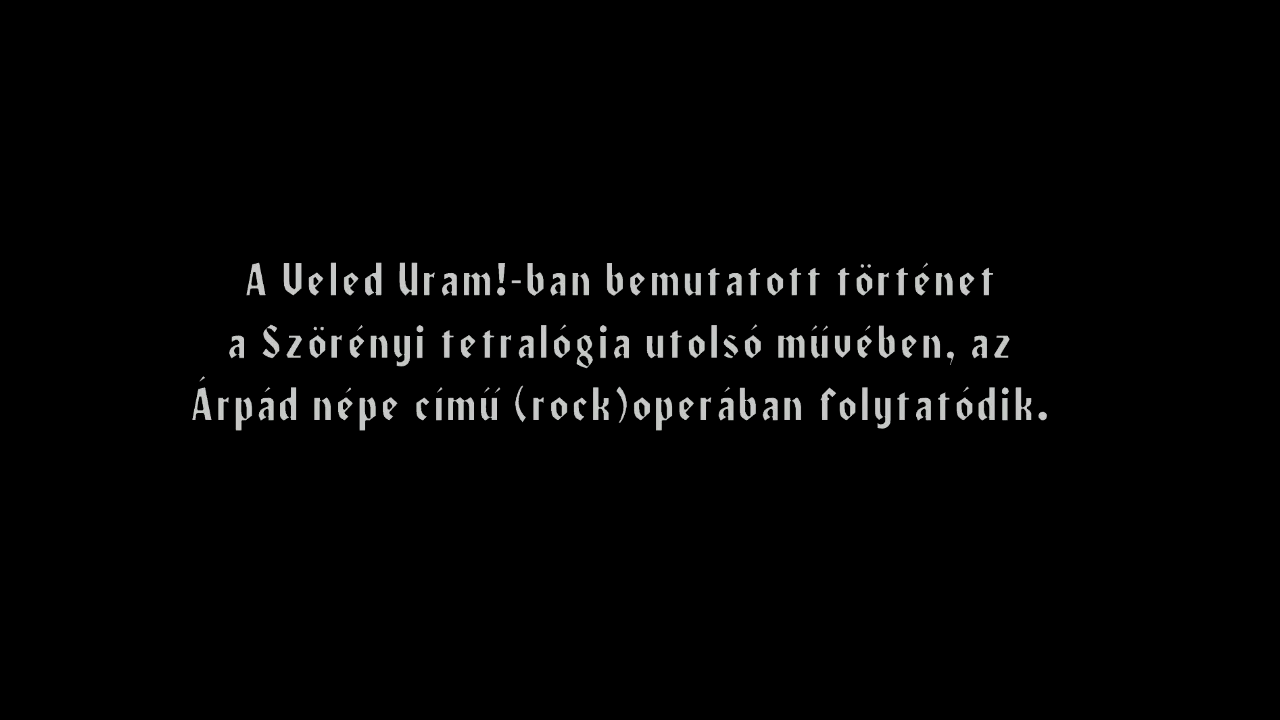 A Veled Uram!-ban bemutatott történet
a Szörényi tetralógia utolsó művében, az
Árpád népe című (rock)operában folytatódik.